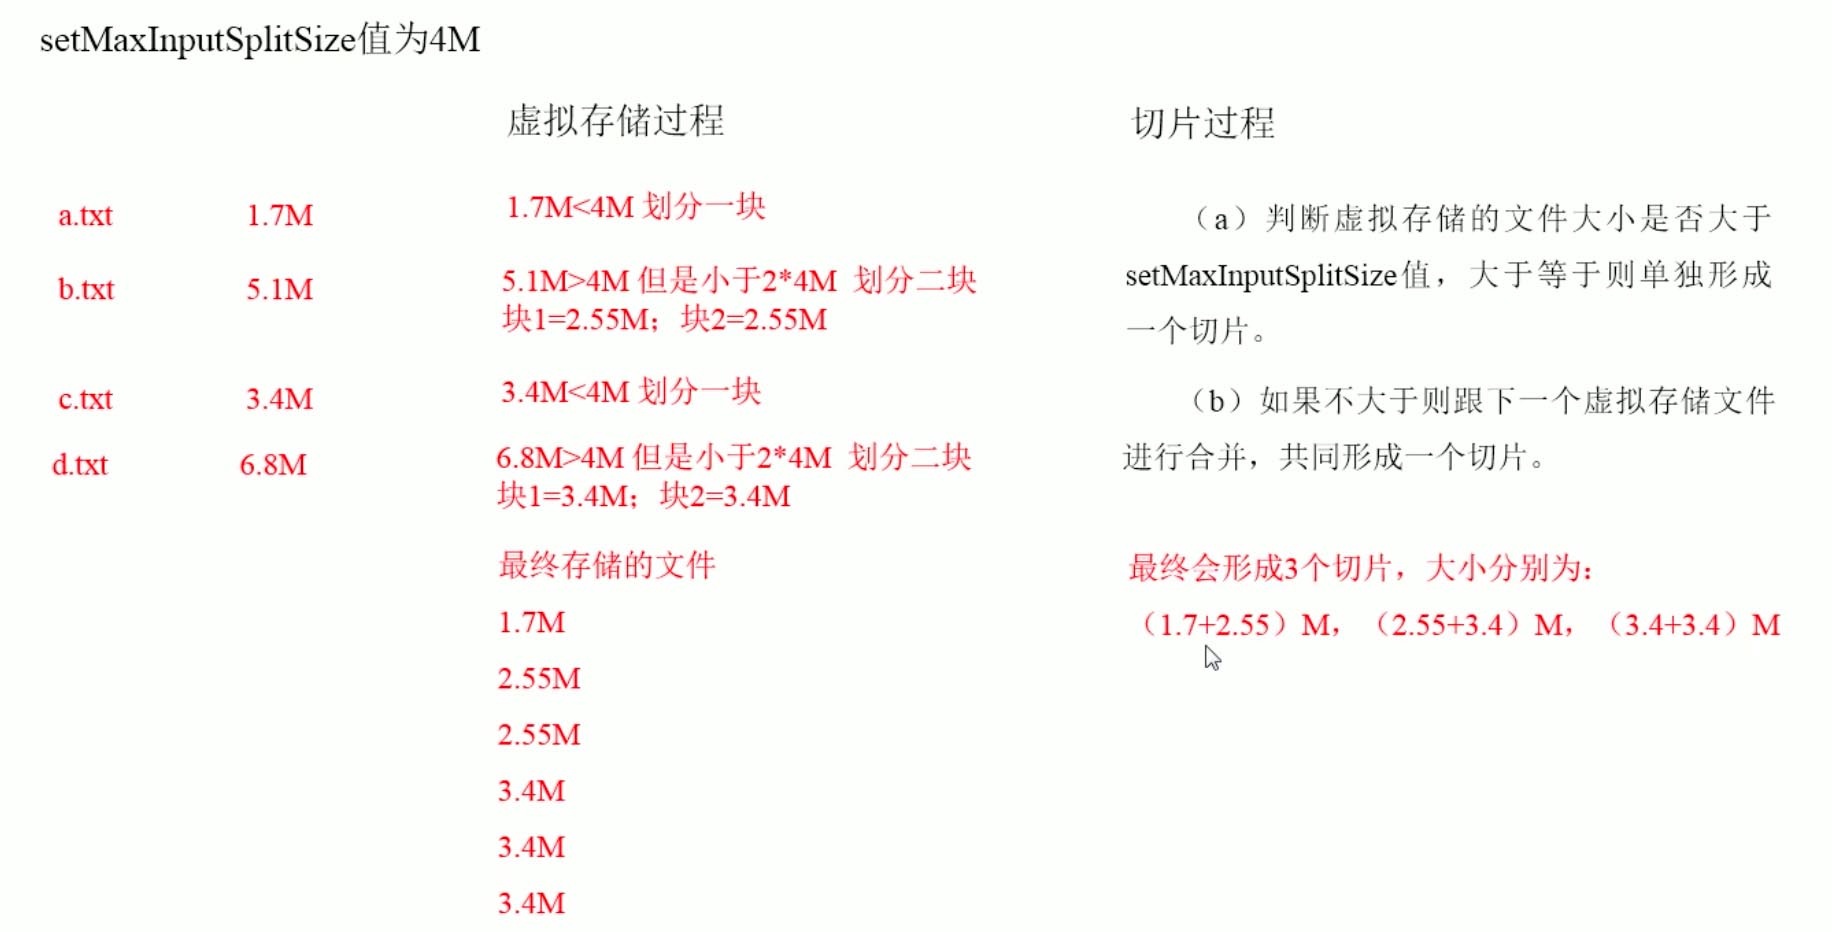 setMaxInputSplitSize值为4M
虚拟存储过程
切片过程
a.txt 1.7M 1.7M<4M 划分一块
b.txt 5.1M 5.1M>4M 但是小于2*4M 划分二块
块1=2.55M；块2=2.55M
c.txt 3.4M 3.4M<4M 划分一块
d.txt 6.8M 6.8M>4M 但是小于2*4M 划分二块
块1=3.4M；块2=3.4M
最终存储的文件
1.7M
2.55M
2.55M
3.4M
3.4M
3.4M
（a）判断虚拟存储的文件大小是否大于
setMaxInputSplitSize值，大于等于则单独形成
一个切片。
（b）如果不大于则跟下一个虚拟存储文件
进行合并，共同形成一个切片。
最终会形成3个切片，大小分别为：
（1.7+2.55）M，（2.55+3.4）M，（3.4+3.4）M